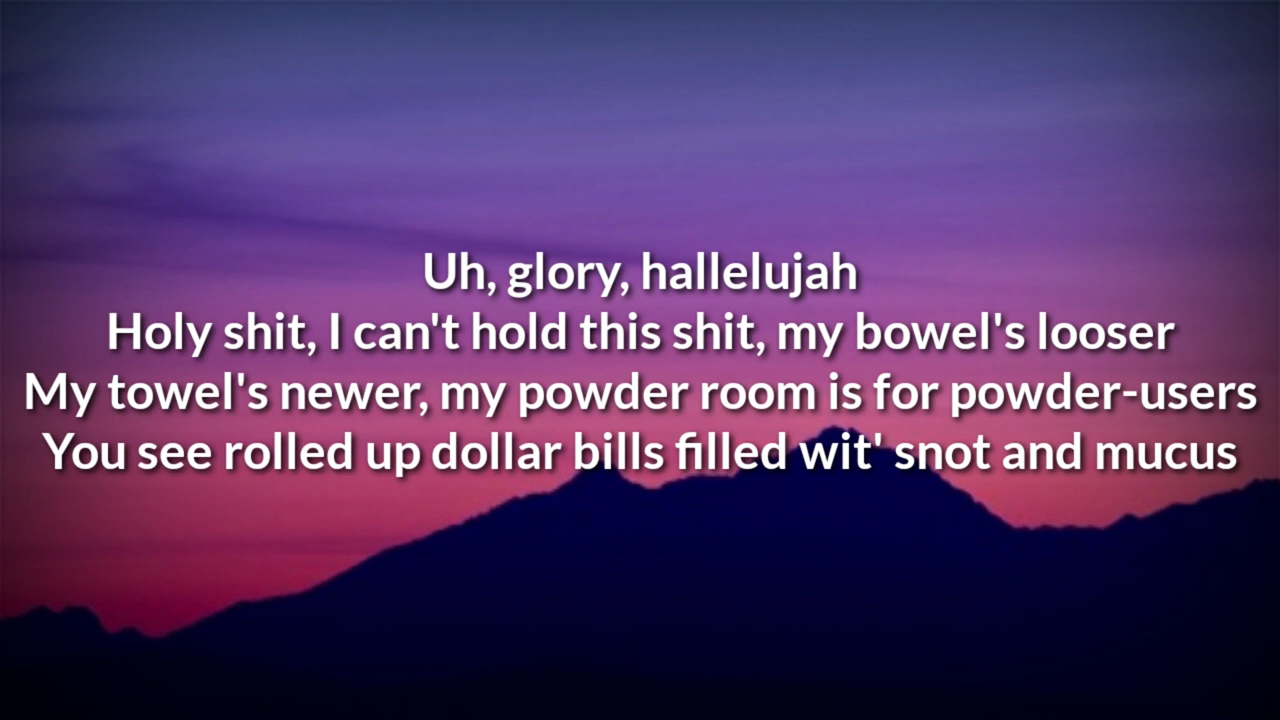 Uh, glory, hallelujah
Holy shit, I can't hold this shit, my bowel's looser
My towel's newer, my powder room is for powder-users
You see rolled up dollar bills filled wit' snot and mucus